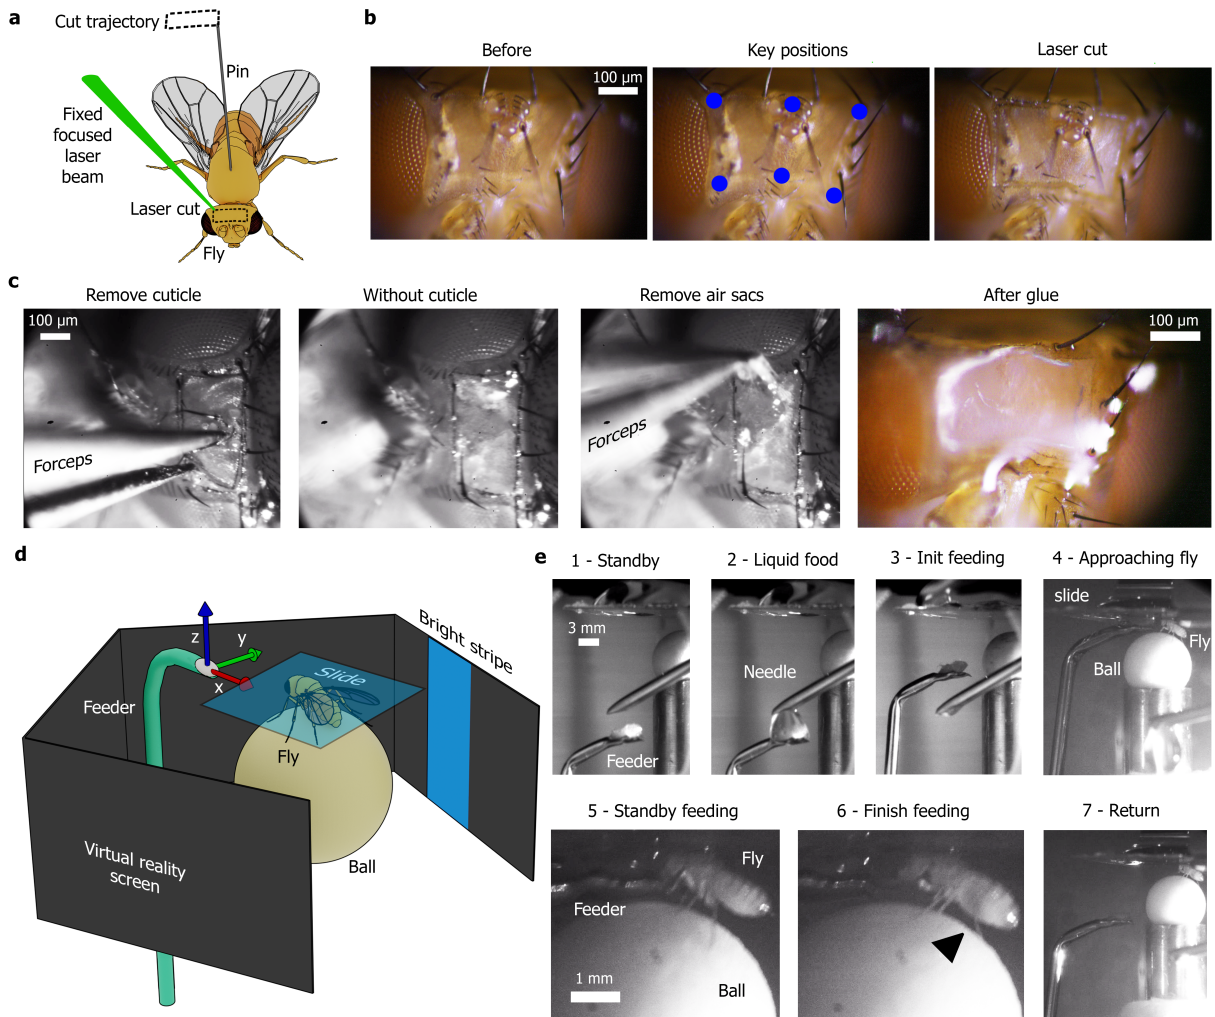 a
Cut trajectory
Pin
Fixed
focused
laser
beam
Laser cut
Fly
b
Before
Key positions
Laser cut
100 µm
c
Remove cuticle
Without cuticle
Remove air sacs
After glue
100 µm
Forceps
Forceps
100 µm
d
z
y
x
Feeder
Slide
Fly
Bright stripe
Ball
Virtual reality
screen
e
1 - Standby
2 - Liquid food
3 - Init feeding
4 - Approaching fly
3 mm
Feeder
Needle
slide
Fly
Ball
5 - Standby feeding
6 - Finish feeding
7 - Return
Fly
Feeder
1 mm
Ball